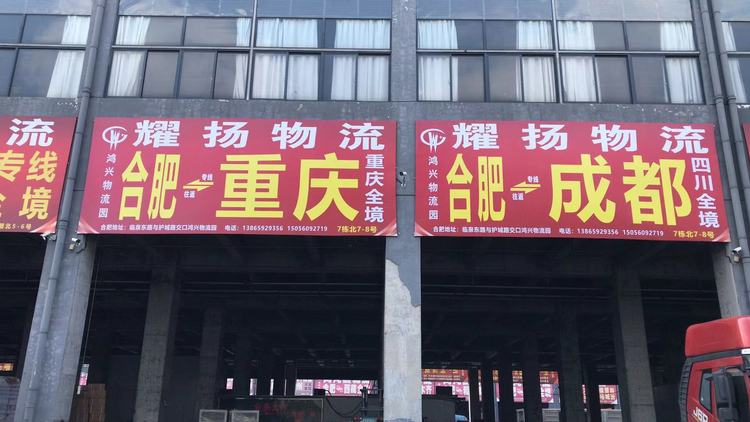 流
专线
全境
北5-6号
耀扬物流
鸿兴物流园
合肥
专线
往返
重庆
重庆全境
合肥地址：临泉东路与护城路交口鸿兴物流园 电话：13865929356 15056092719 7栋北7-8号
耀扬物流
鸿兴物流园
合肥
专线
往返
成都
四川全境
合肥地址：临泉东路与护城路交口鸿兴物流园 电话：13865929356 15056092719 7栋北7-8号